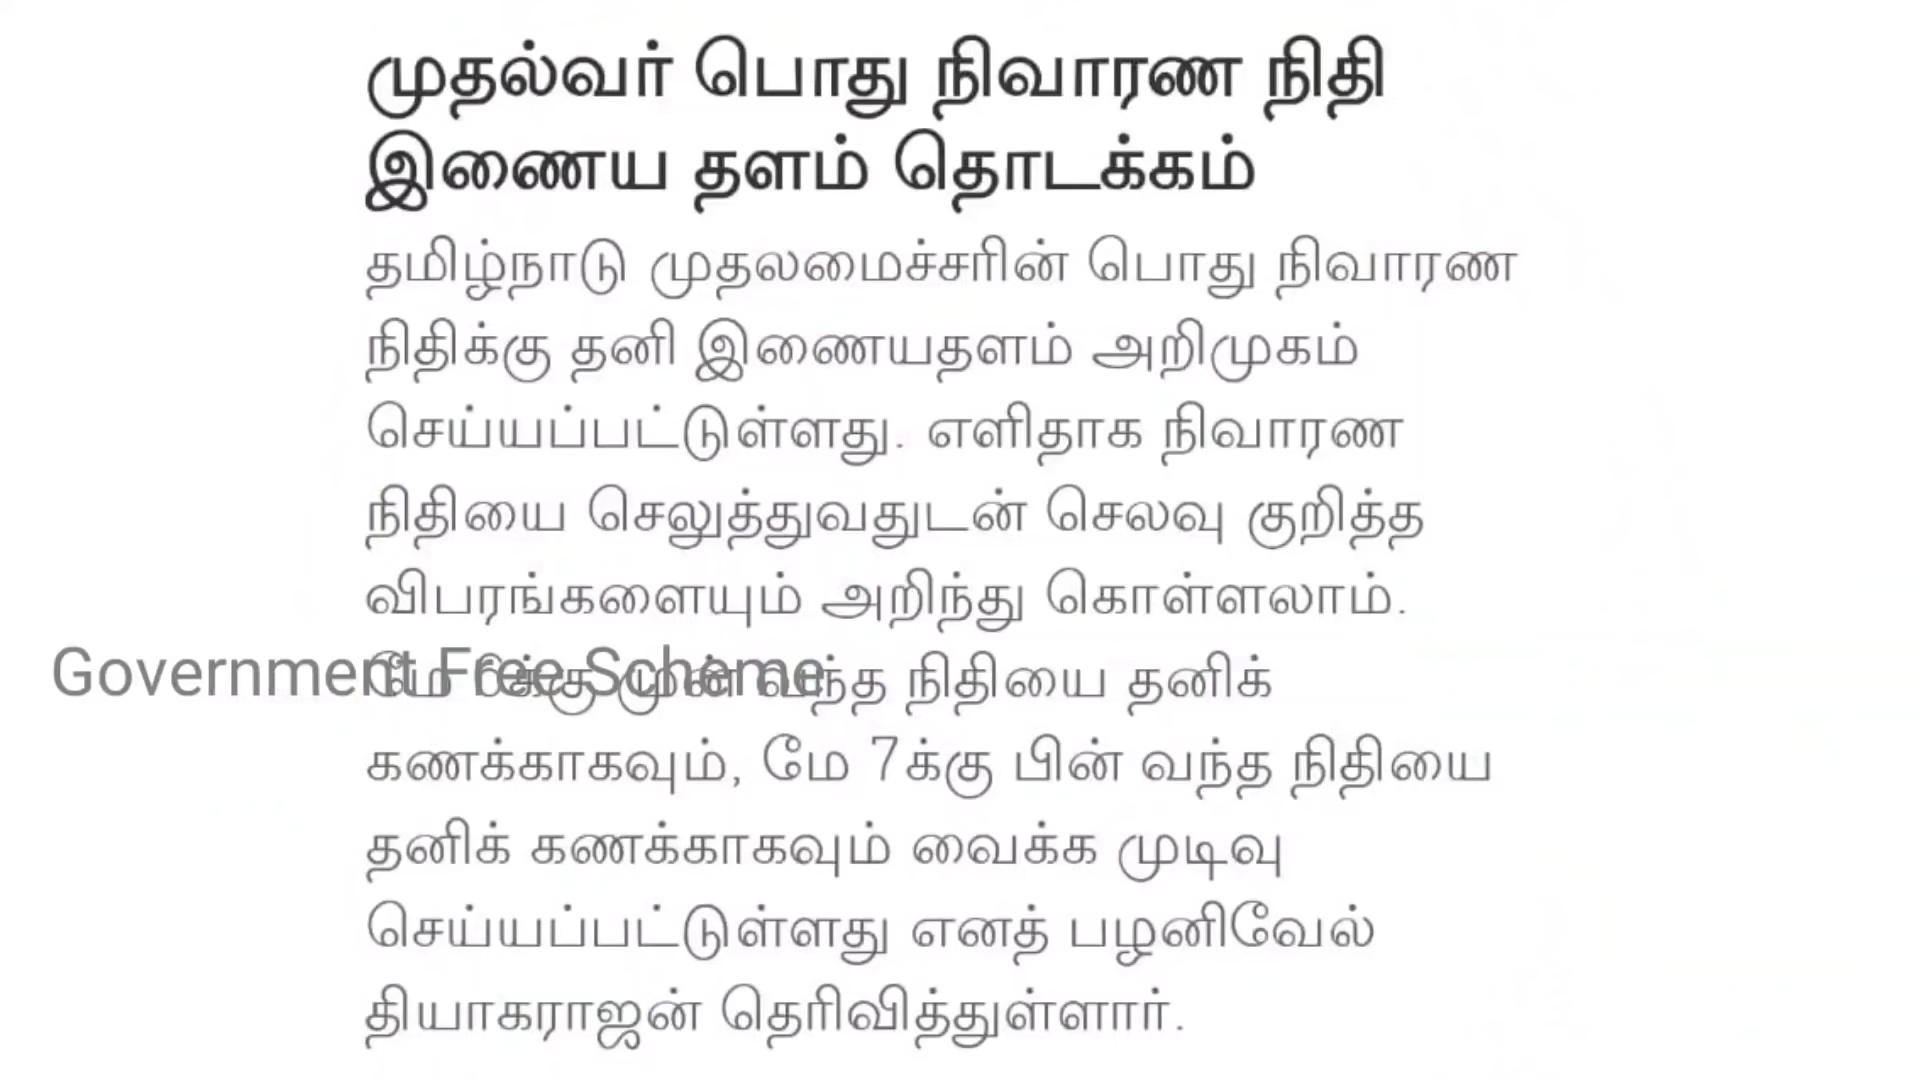 முதல்வர் பொது நிவாரண நிதி
இணைய தளம் தொடக்கம்
தமிழ்நாடு முதலமைச்சரின் பொது நிவாரண
நிதிக்கு தனி இணையதளம் அறிமுகம்
செய்யப்பட்டுள்ளது. எளிதாக நிவாரண
நிதியை செலுத்துவதுடன் செலவு குறித்த
விபரங்களையும் அறிந்து கொள்ளலாம்.
Government Free Scheme
மே 6க்கு முன் வந்த நிதியை தனிக்
கணக்காகவும், மே 7க்கு பின் வந்த நிதியை
தனிக் கணக்காகவும் வைக்க முடிவு
செய்யப்பட்டுள்ளது எனத் பழனிவேல்
தியாகராஜன் தெரிவித்துள்ளார்.